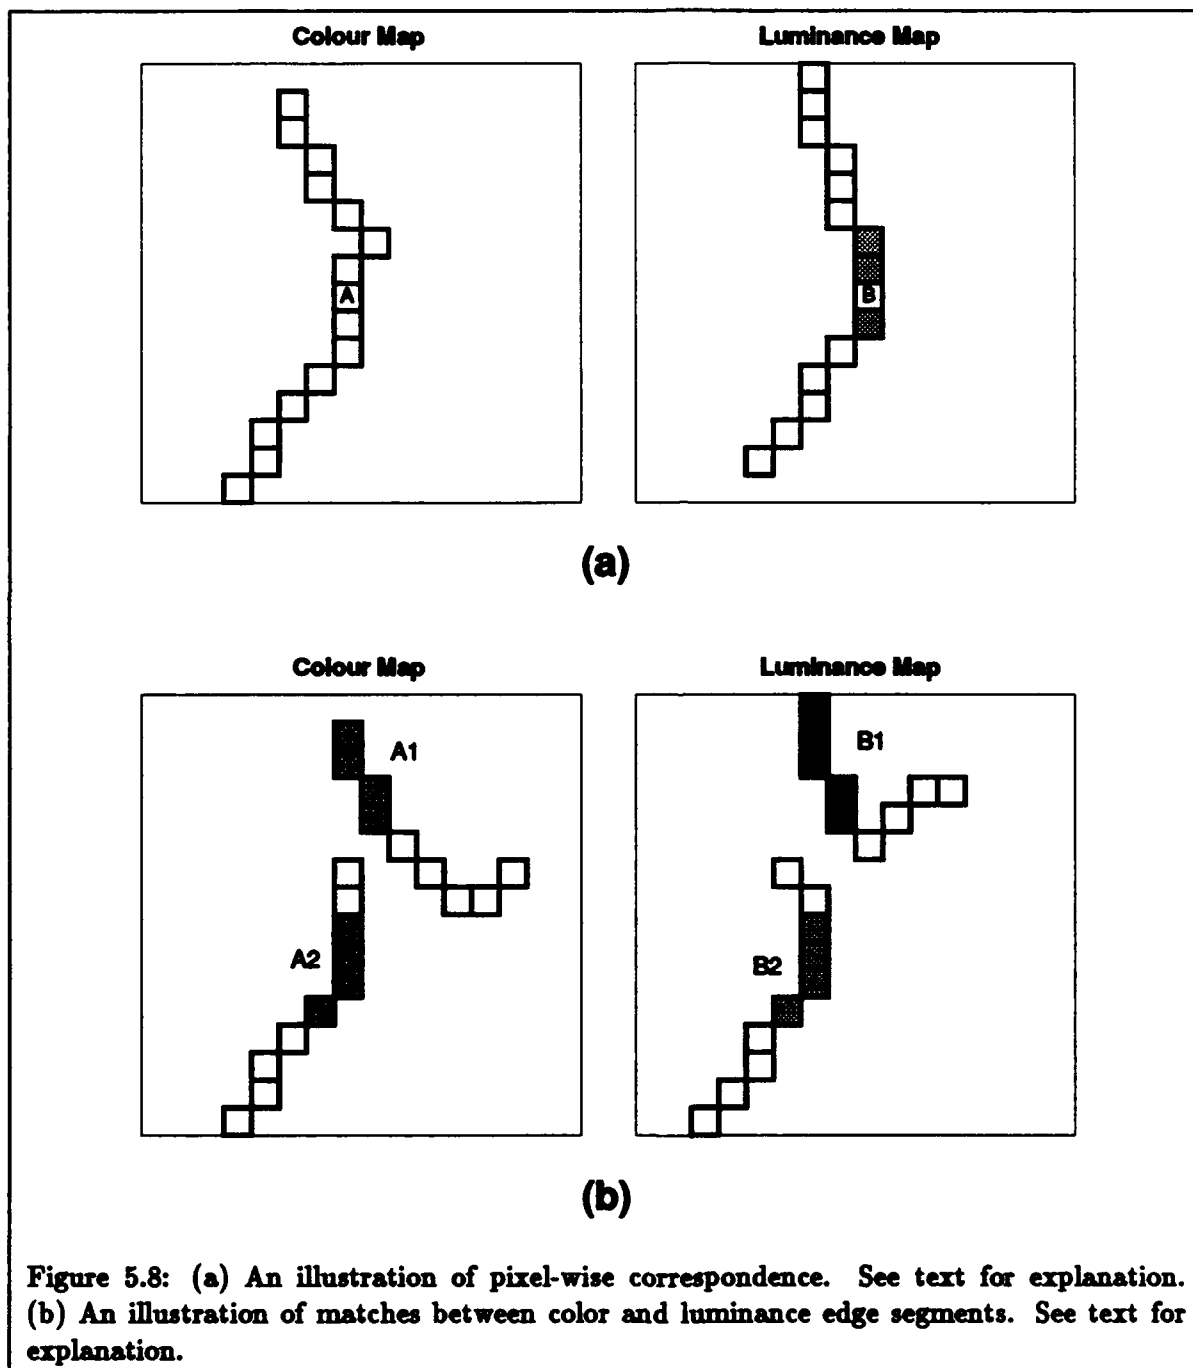 Colour Map
Luminance Map
A
B
(a)
Colour Map
Luminance Map
A1
B1
A2
B2
(b)
Figure 5.8: (a) An illustration of pixel-wise correspondence. See text for explanation.
(b) An illustration of matches between color and luminance edge segments. See text for
explanation.